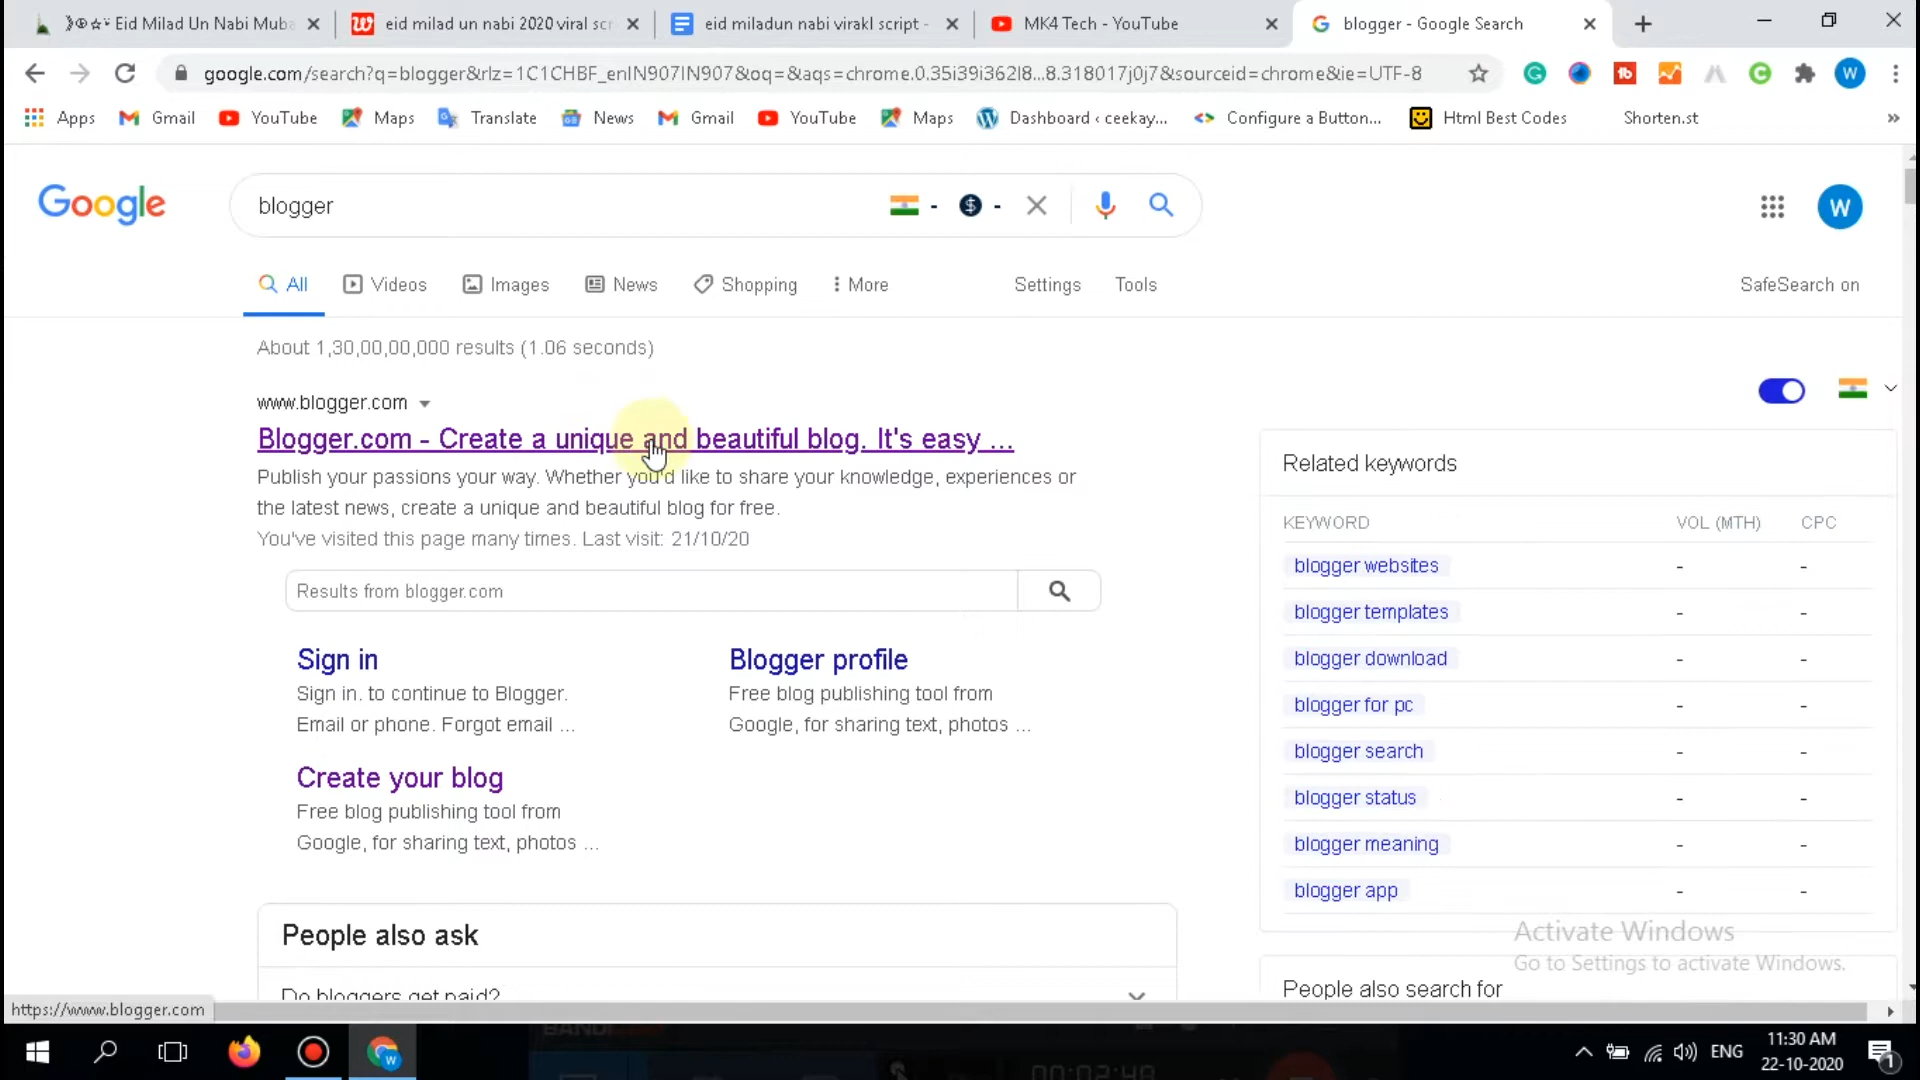 Eid Milad Un Nabi Muba
eid milad un nabi 2020 viral scr
eid miladun nabi virakl script -
MK4 Tech - YouTube
blogger - Google Search
google.com/search?q=blogger&rlz=1C1CHBF_enIN907IN907&oq=&aqs=chrome.0.35i39i362l8...8.318017j0j7&sourceid=chrome&ie=UTF-8
W
Apps
Gmail
YouTube
Maps
Translate
News
Gmail
YouTube
Maps
Dashboard ‹ ceekay...
Configure a Button...
Html Best Codes
Shorten.st
»
Google
blogger
-
$ -
W
All
Videos
Images
News
Shopping
More
Settings
Tools
SafeSearch on
About 1,30,00,00,000 results (1.06 seconds)
www.blogger.com
Blogger.com - Create a unique and beautiful blog. It's easy ...
Publish your passions your way. Whether you'd like to share your knowledge, experiences or
the latest news, create a unique and beautiful blog for free.
You've visited this page many times. Last visit: 21/10/20
Results from blogger.com
Sign in
Sign in. to continue to Blogger.
Email or phone. Forgot email ...
Blogger profile
Free blog publishing tool from
Google, for sharing text, photos ...
Create your blog
Free blog publishing tool from
Google, for sharing text, photos ...
People also ask
Do bloggers get paid?
Related keywords
KEYWORD VOL (MTH) CPC
blogger websites - -
blogger templates - -
blogger download - -
blogger for pc - -
blogger search - -
blogger status - -
blogger meaning - -
blogger app - -
Activate Windows
Go to Settings to activate Windows.
People also search for
https://www.blogger.com
W
00:02:49
ENG
11:30 AM
22-10-2020
1